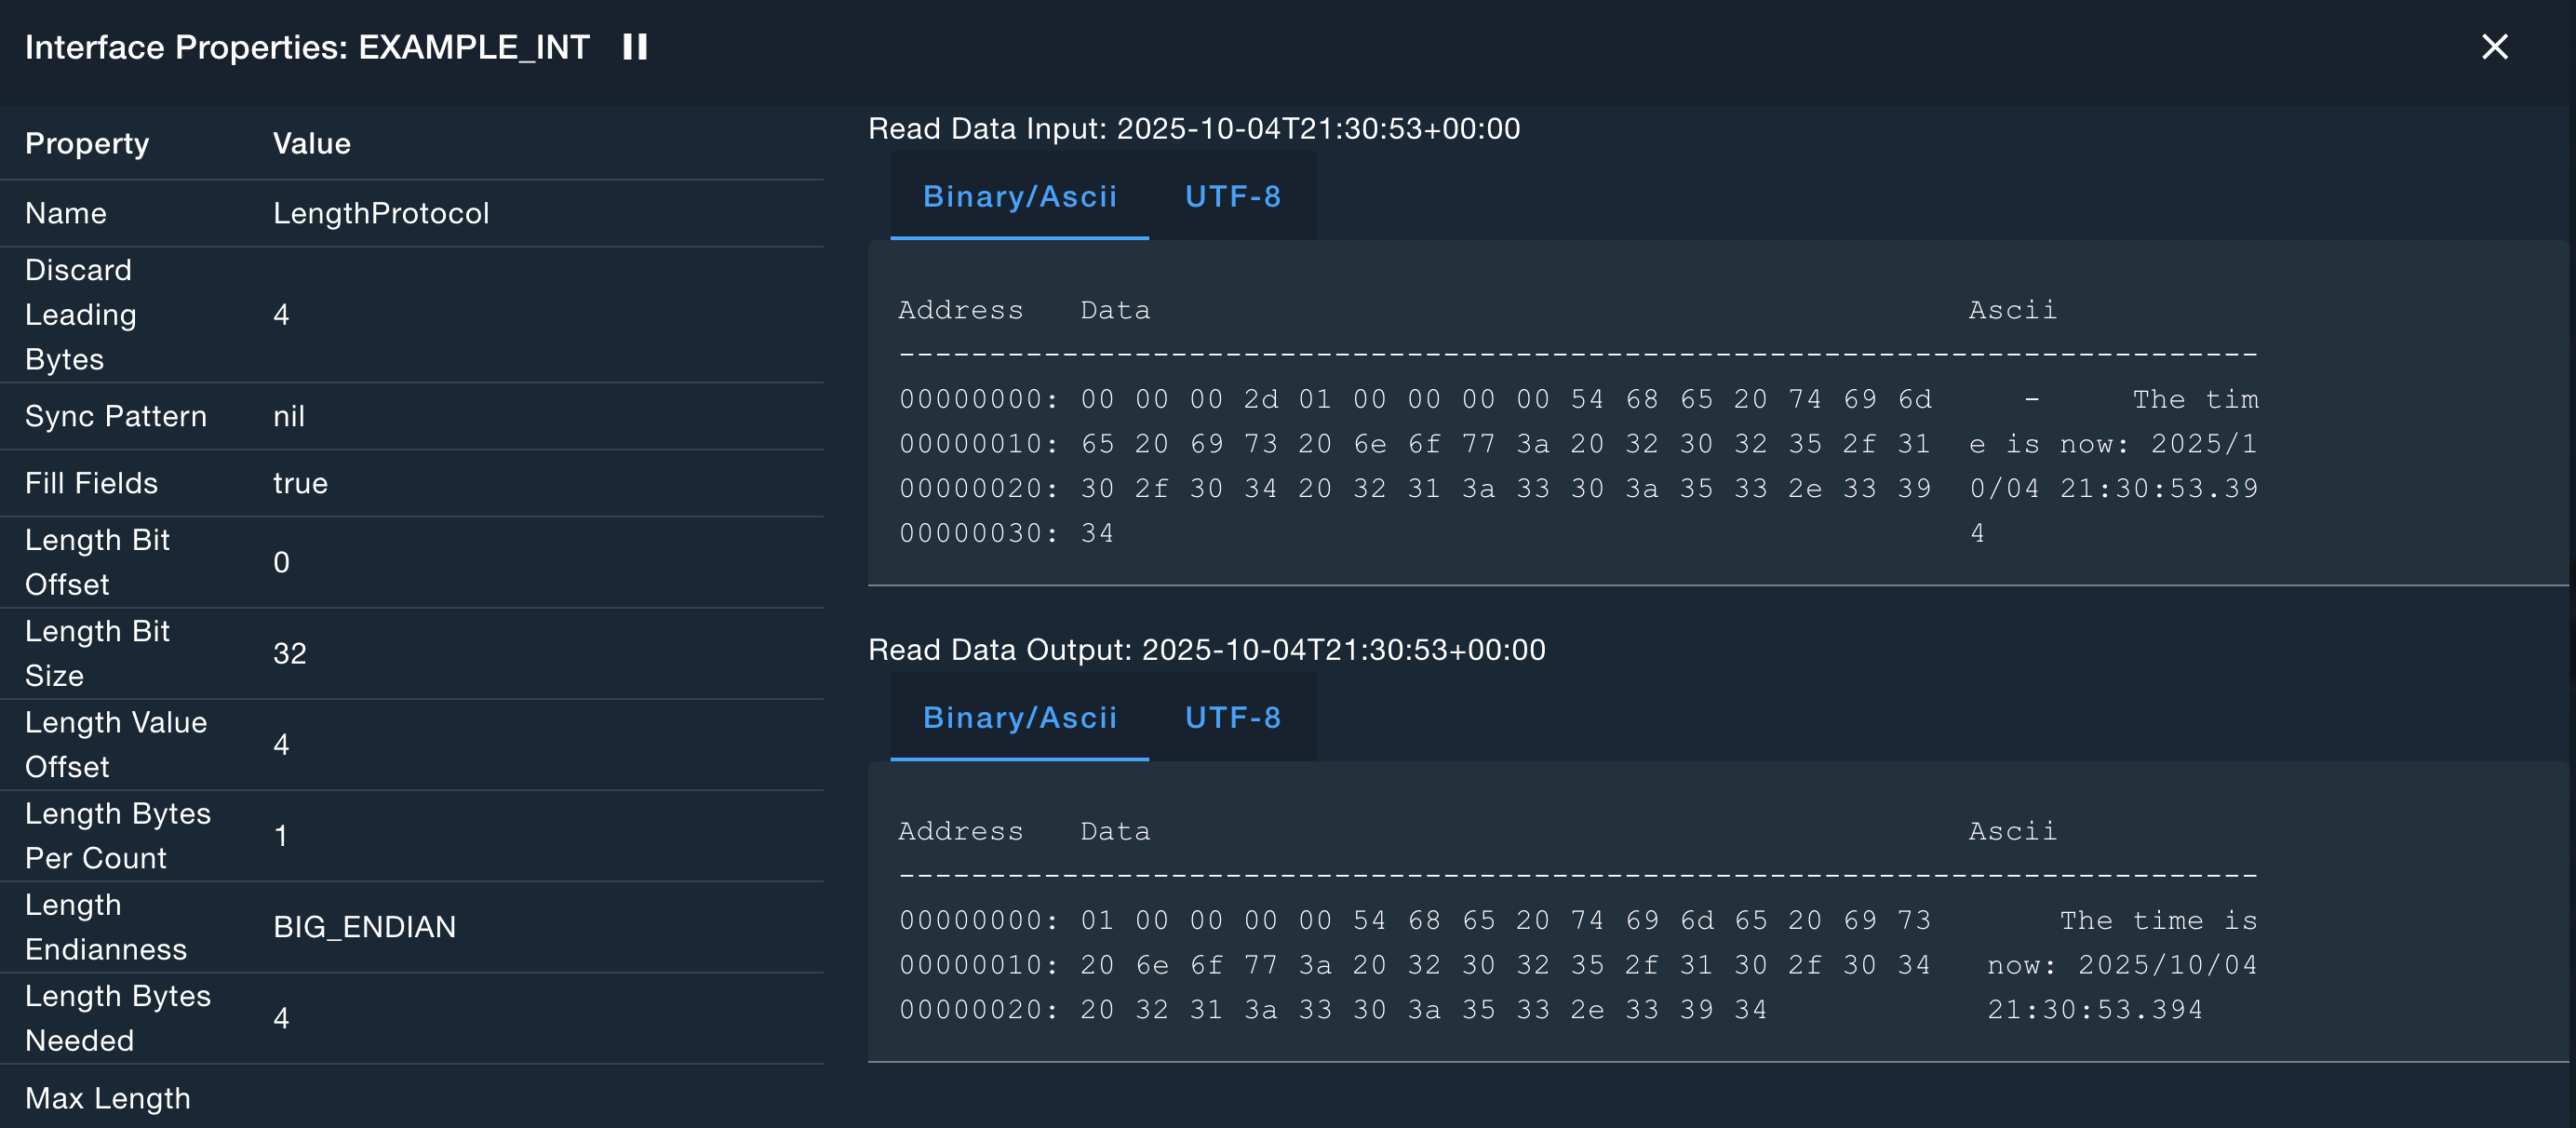 Interface Properties: EXAMPLE_INT
Property Value
Name LengthProtocol
Discard
Leading
Bytes
4
Sync Pattern nil
Fill Fields true
Length Bit
Offset
0
Length Bit
Size
32
Length Value
Offset
4
Length Bytes
Per Count
1
Length
Endianness
BIG_ENDIAN
Length Bytes
Needed
4
Max Length
Read Data Input: 2025-10-04T21:30:53+00:00
Binary/Ascii UTF-8
Address Data Ascii
---------------------------------------------------------------------------
00000000: 00 00 00 2d 01 00 00 00 00 54 68 65 20 74 69 6d    -     The tim
00000010: 65 20 69 73 20 6e 6f 77 3a 20 32 30 32 35 2f 31 e is now: 2025/1
00000020: 30 2f 30 34 20 32 31 3a 33 30 3a 35 33 2e 33 39 0/04 21:30:53.39
00000030: 34 4
Read Data Output: 2025-10-04T21:30:53+00:00
Binary/Ascii UTF-8
Address Data Ascii
---------------------------------------------------------------------------
00000000: 01 00 00 00 00 54 68 65 20 74 69 6d 65 20 69 73      The time is
00000010: 20 6e 6f 77 3a 20 32 30 32 35 2f 31 30 2f 30 34  now: 2025/10/04
00000020: 20 32 31 3a 33 30 3a 35 33 2e 33 39 34  21:30:53.394